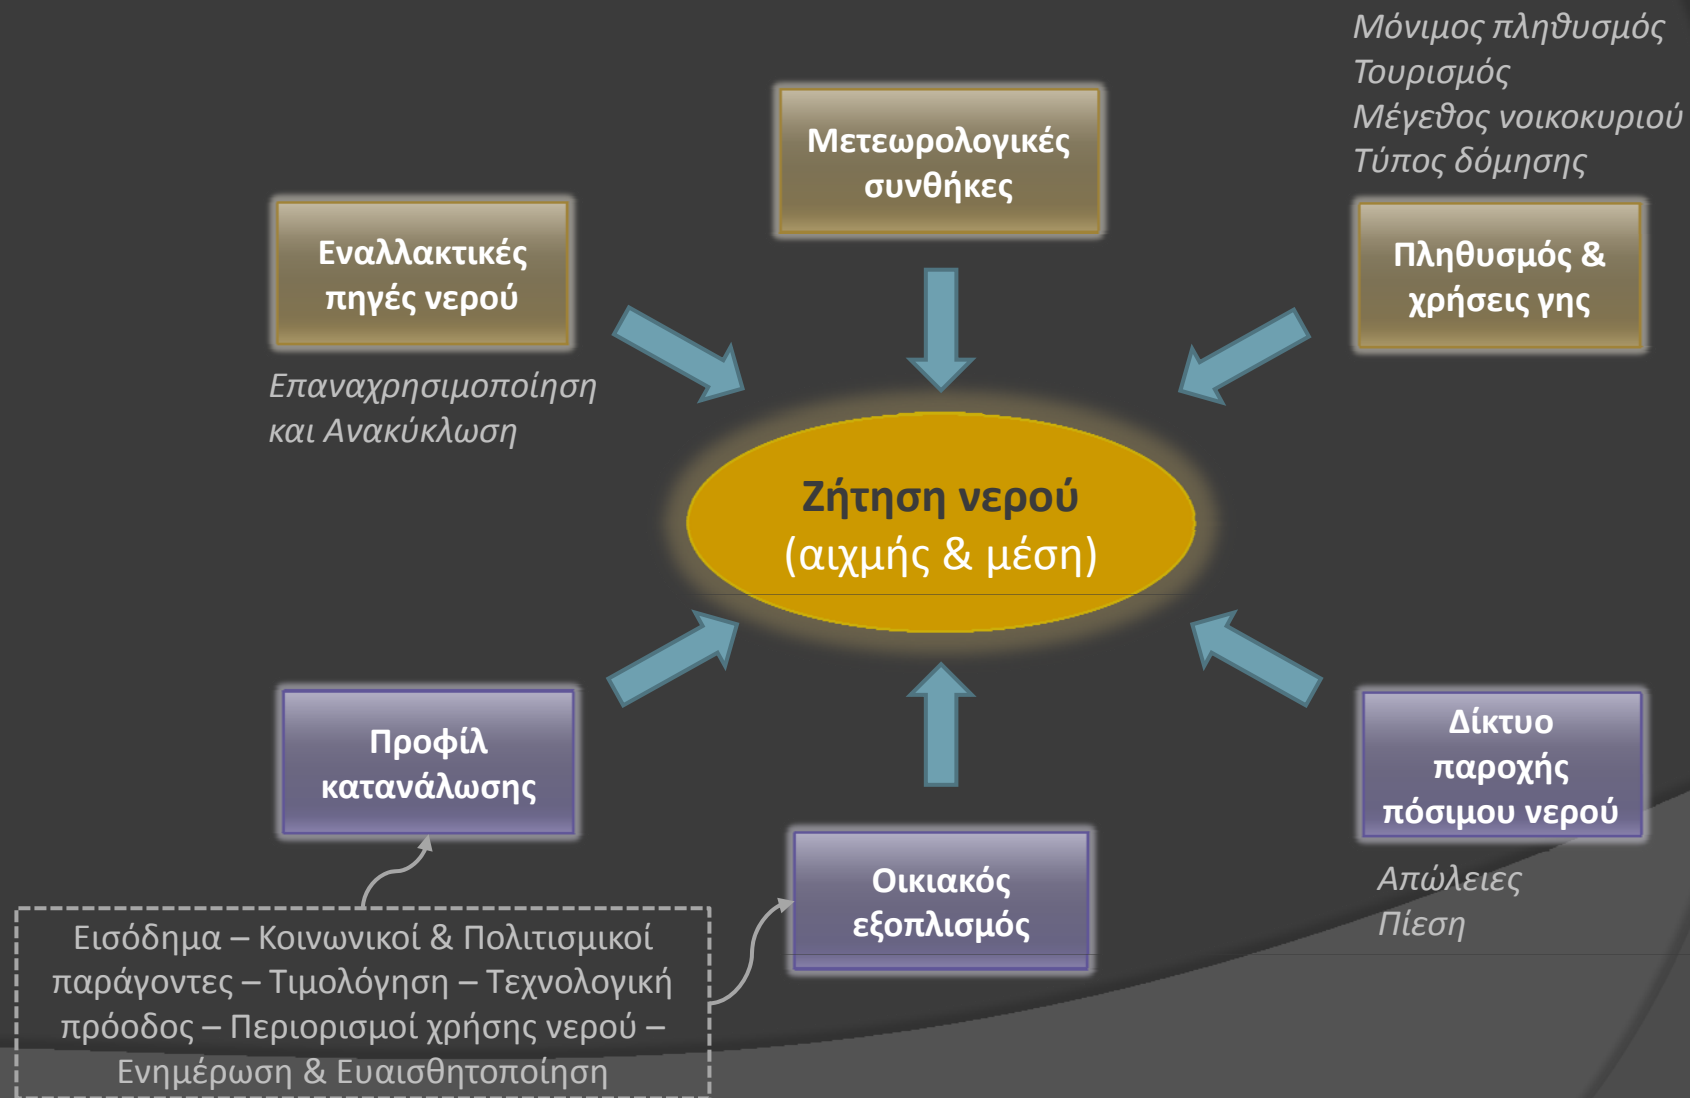 Μόνιμος πληθυσμός
Τουρισμός
Μέγεθος νοικοκυριού
Τύπος δόμησης
Μετεωρολογικές
συνθήκες
Εναλλακτικές
πηγές νερού
Πληθυσμός &
χρήσεις γης
Επαναχρησιμοποίηση
και Ανακύκλωση
Ζήτηση νερού
(αιχμής & μέση)
Προφίλ
κατανάλωσης
Δίκτυο
παροχής
πόσιμου νερού
Οικιακός
εξοπλισμός
Απώλειες
Πίεση
Εισόδημα – Κοινωνικοί & Πολιτισμικοί
παράγοντες – Τιμολόγηση – Τεχνολογική
πρόοδος – Περιορισμοί χρήσης νερού –
Ενημέρωση & Ευαισθητοποίηση